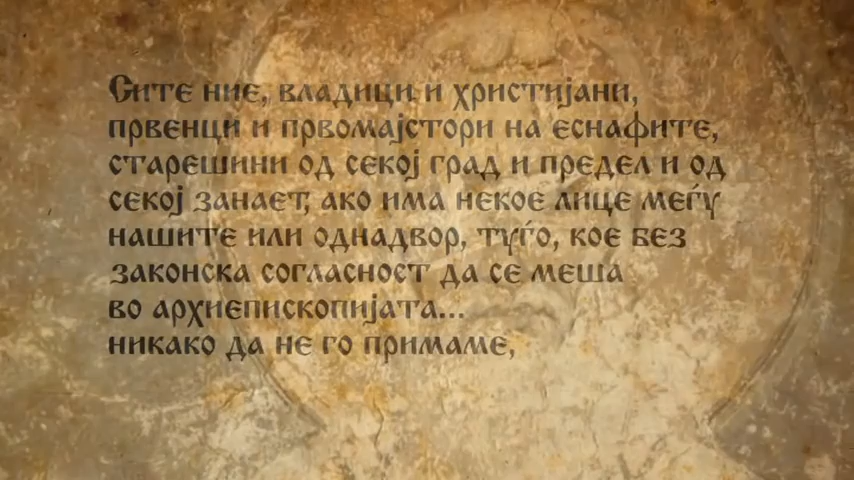 Сите ние, владици и христијани,
првенци и првомајстори на еснафите,
старешини од секој град и предел и од
секој занает, ако има некое лице меѓу
нашите или однадвор, туѓо, кое без
законска согласност да се меша
во архиепископијата...
никако да не го примаме,